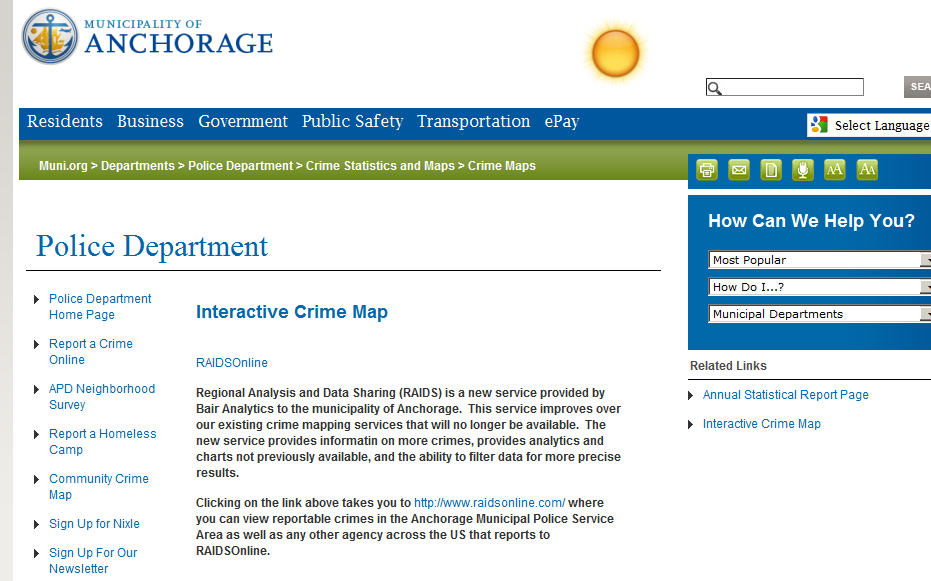 MUNICIPALITY OF
ANCHORAGE
SEA
Residents Business Government Public Safety Transportation ePay
Select Language
Muni.org > Departments > Police Department > Crime Statistics and Maps > Crime Maps
AA AA
How Can We Help You?
Most Popular
How Do I...?
Municipal Departments
Related Links
Annual Statistical Report Page
Interactive Crime Map
Police Department
Police Department
Home Page
Report a Crime
Online
APD Neighborhood
Survey
Report a Homeless
Camp
Community Crime
Map
Sign Up for Nixle
Sign Up For Our
Newsletter
Interactive Crime Map
RAIDSOnline
Regional Analysis and Data Sharing (RAIDS) is a new service provided by
Bair Analytics to the municipality of Anchorage.  This service improves over
our existing crime mapping services that will no longer be available.  The
new service provides informatin on more crimes, provides analytics and
charts not previously available, and the ability to filter data for more precise
results.
Clicking on the link above takes you to http://www.raidsonline.com/ where
you can view reportable crimes in the Anchorage Municipal Police Service
Area as well as any other agency across the US that reports to
RAIDSOnline.